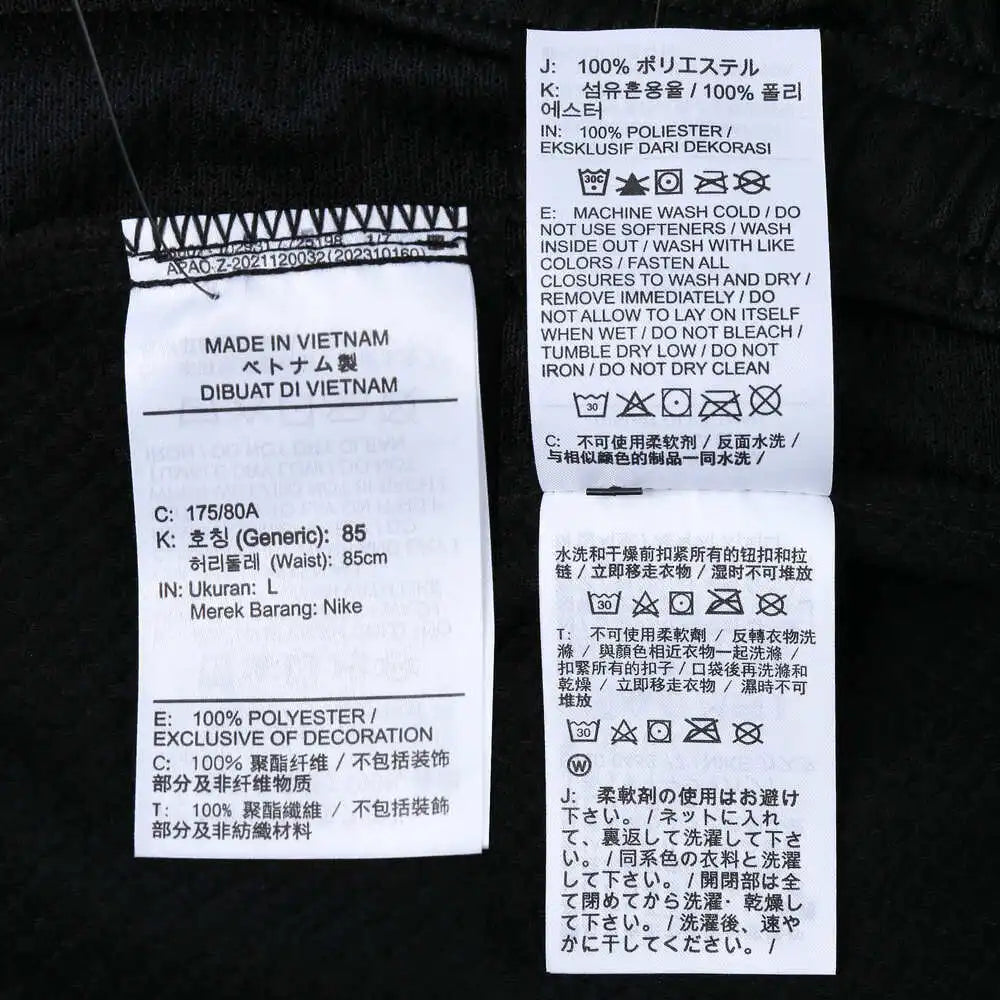 APAO-Z-2021120032(202310160)
MADE IN VIETNAM
ベトナム製
DIBUAT DI VIETNAM
C: 175/80A
K: 호칭 (Generic): 85
허리둘레 (Waist): 85cm
IN: Ukuran: L
Merek Barang: Nike
E: 100% POLYESTER /
EXCLUSIVE OF DECORATION
C: 100% 聚酯纤维 / 不包括装饰
部分及非纤维物质
T: 100% 聚酯纖維 / 不包括裝飾
部分及非紡織材料
J: 100% ポリエステル
K: 섬유혼용율 / 100% 폴리
에스터
IN: 100% POLIESTER /
EKSKLUSIF DARI DEKORASI
30C
E: MACHINE WASH COLD / DO
NOT USE SOFTENERS / WASH
INSIDE OUT / WASH WITH LIKE
COLORS / FASTEN ALL
CLOSURES TO WASH AND DRY /
REMOVE IMMEDIATELY / DO
NOT ALLOW TO LAY ON ITSELF
WHEN WET / DO NOT BLEACH /
TUMBLE DRY LOW / DO NOT
IRON / DO NOT DRY CLEAN
30
C: 不可使用柔软剂 / 反面水洗 /
与相似颜色的制品一同水洗 /
水洗和干燥前扣紧所有的钮扣和拉
链 / 立即移走衣物 / 湿时不可堆放
30
T: 不可使用柔軟劑 / 反轉衣物洗
滌 / 與顏色相近衣物一起洗滌 /
扣緊所有的扣子 / 口袋後再洗滌和
乾燥 / 立即移走衣物 / 濕時不可
堆放
30
W
J: 柔軟剤の使用はお避け
下さい。 / ネットに入れ
て、裏返して洗濯して下さ
い。 / 同系色の衣料と洗濯
して下さい。 / 開閉部は全
て閉めてから洗濯・乾燥し
て下さい。 / 洗濯後、速や
かに干してください。 /